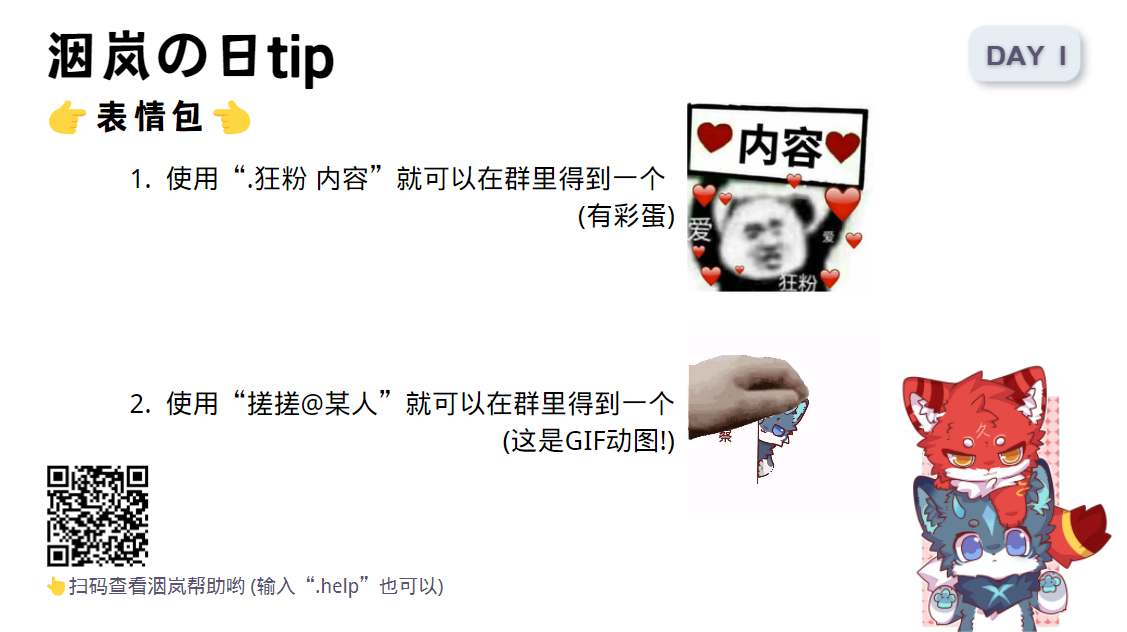 洇岚の日tip
DAY 1
👉表情包👈
1. 使用“.狂粉 内容”就可以在群里得到一个
(有彩蛋)
内容
爱
爱
狂粉
2. 使用“搓搓@某人”就可以在群里得到一个
(这是GIF动图!)
察
久
👆扫码查看洇岚帮助哟 (输入“.help”也可以)